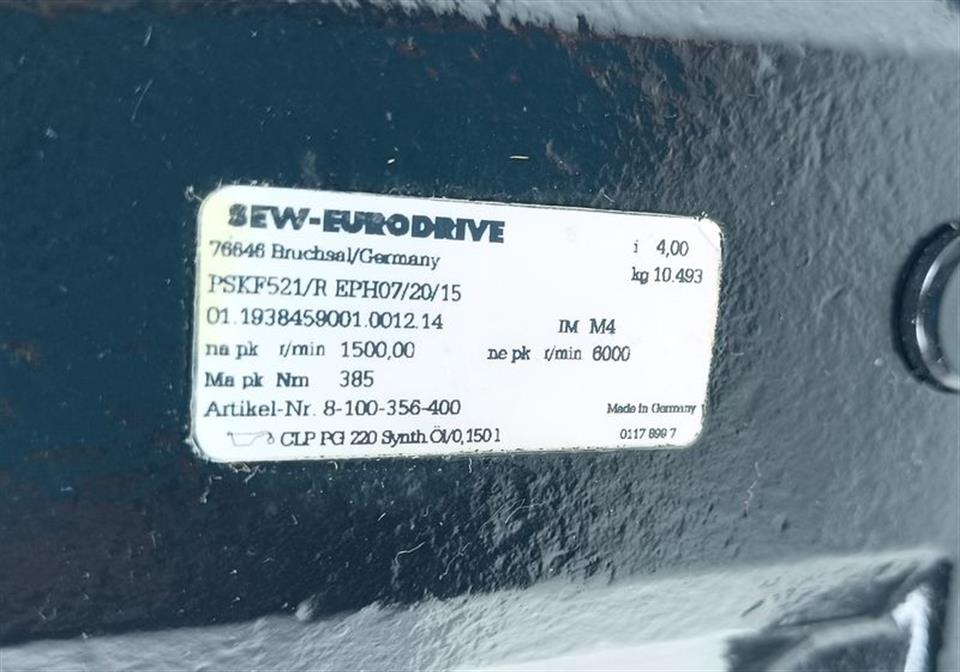 SEW-EURODRIVE
76646 Bruchsal/Germany
i 4,00
kg 10.493
PSKF521/R EPH07/20/15
01.1938459001.0012.14
IM M4
na pk r/min 1500,00
ne pk r/min 6000
Ma pk Nm 385
Artikel-Nr. 8-100-356-400
Made in Germany
CLP PG 220 Synth. Öl/0,150 l
0117 898 7